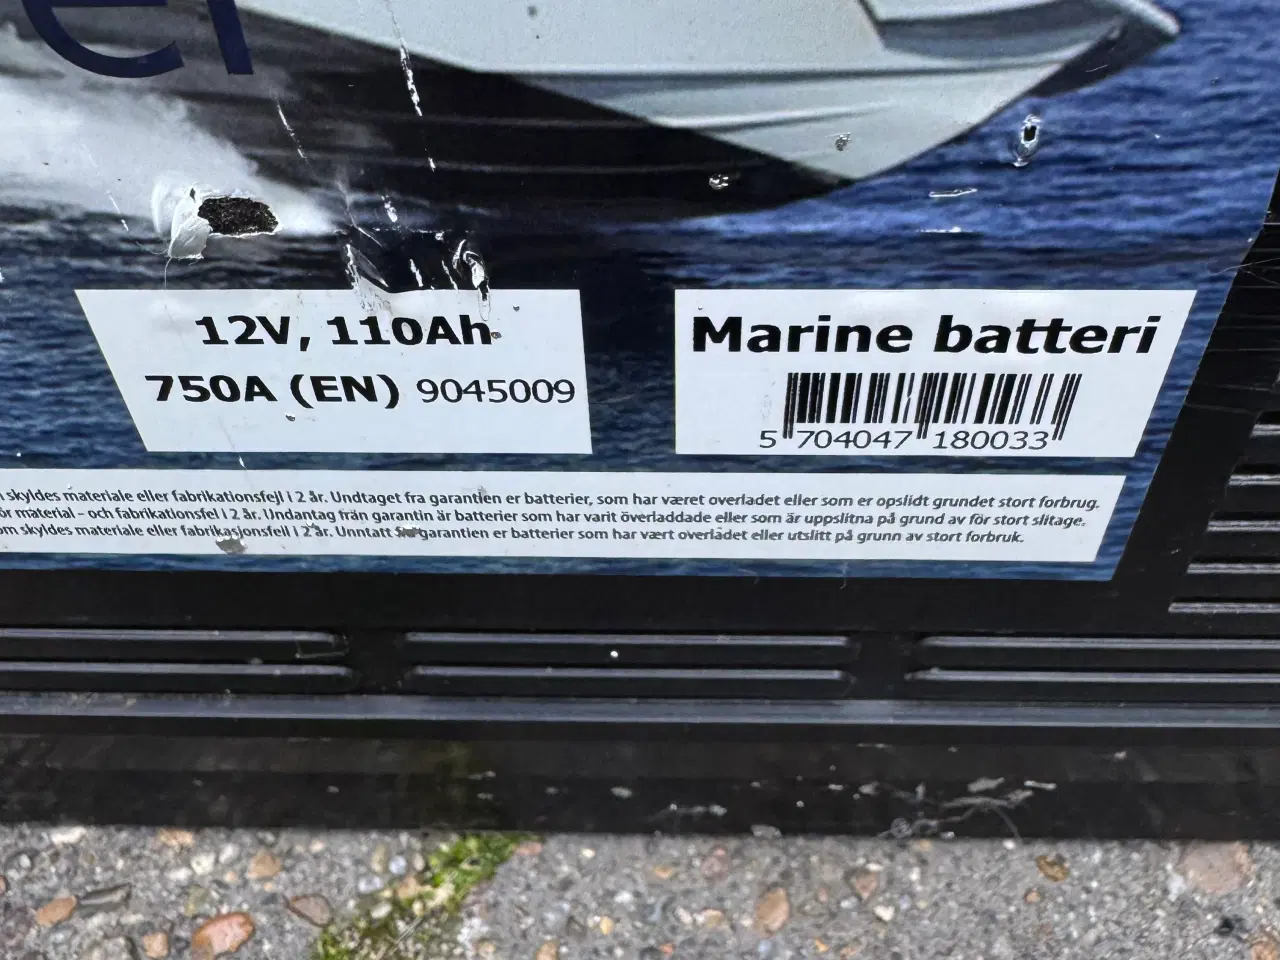 er
12V, 110Ah
750A (EN) 9045009
Marine batteri
5 704047 180033
skyldes materiale eller fabrikationsfejl i 2 år. Undtaget fra garantien er batterier, som har været overladet eller som er opslidt grundet stort forbrug.
ör material - och fabrikationsfel i 2 år. Undantag från garantin är batterier som har varit överladdade eller som är uppslitna på grund av för stort slitage.
om skyldes materiale eller fabrikasjonsfeil i 2 år. Unntatt garantien er batterier som har vært overladet eller utslitt på grunn av stort forbruk.